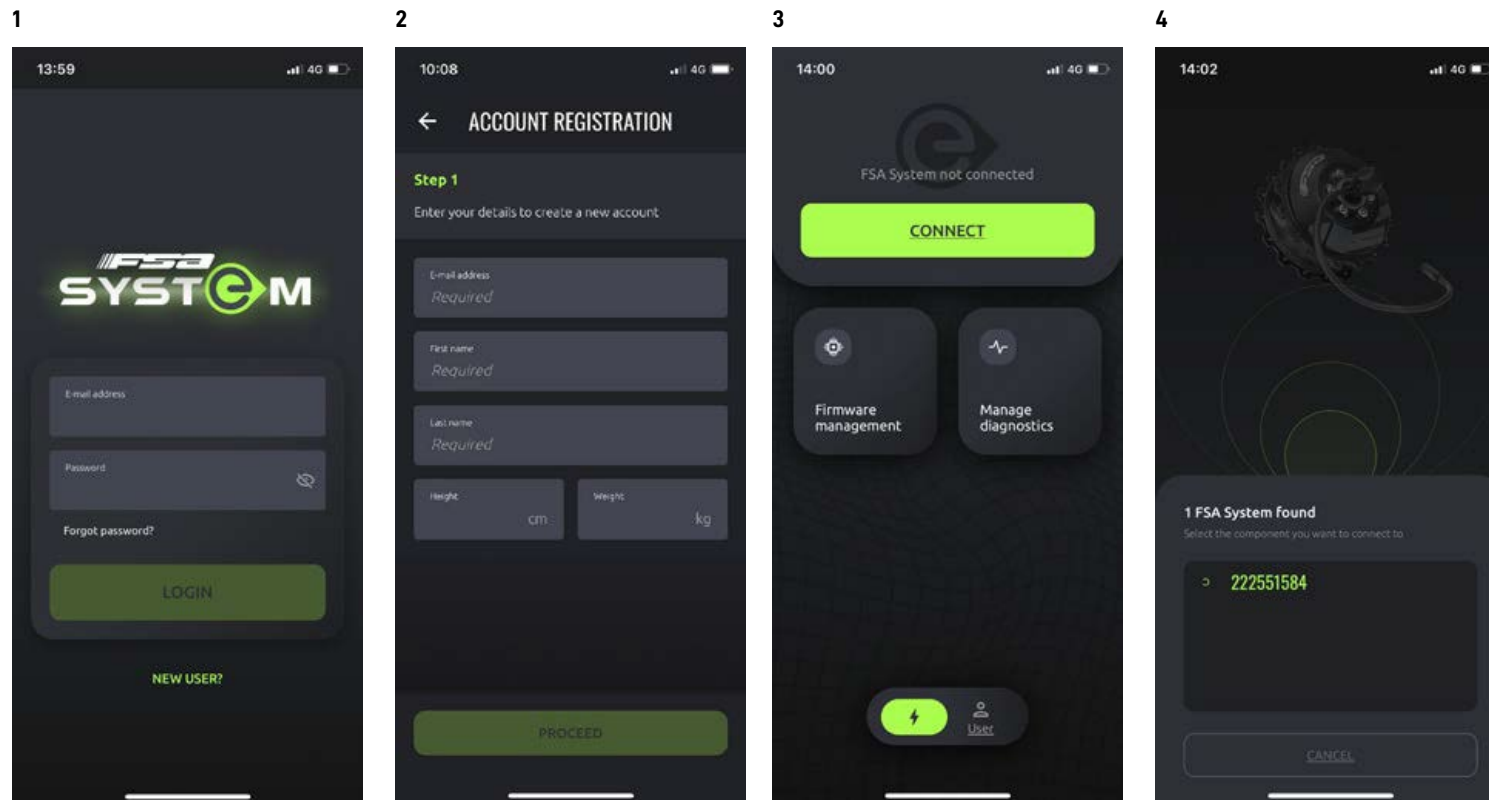 1
13:59
4G
FSA
SYSTEM
E-mail address
Password
Forgot password?
LOGIN
NEW USER?
2
10:08
4G
ACCOUNT REGISTRATION
Step 1
Enter your details to create a new account
E-mail address
Required
First name
Required
Last name
Required
Height
cm
Weight
kg
PROCEED
3
14:00
4G
FSA System not connected
CONNECT
Firmware
management
Manage
diagnostics
User
4
14:02
4G
1 FSA System found
Select the component you want to connect to
222551584
CANCEL